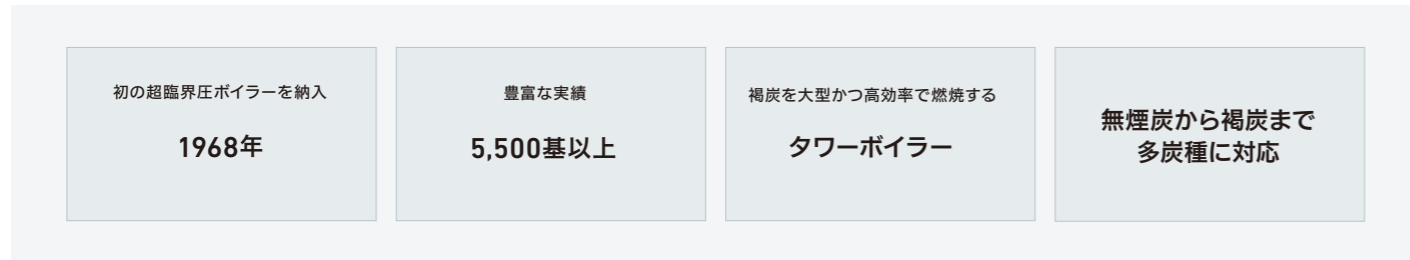 初の超臨界圧ボイラーを納入
1968年
豊富な実績
5,500基以上
褐炭を大型かつ高効率で燃焼する
タワーボイラー
無煙炭から褐炭まで
多炭種に対応